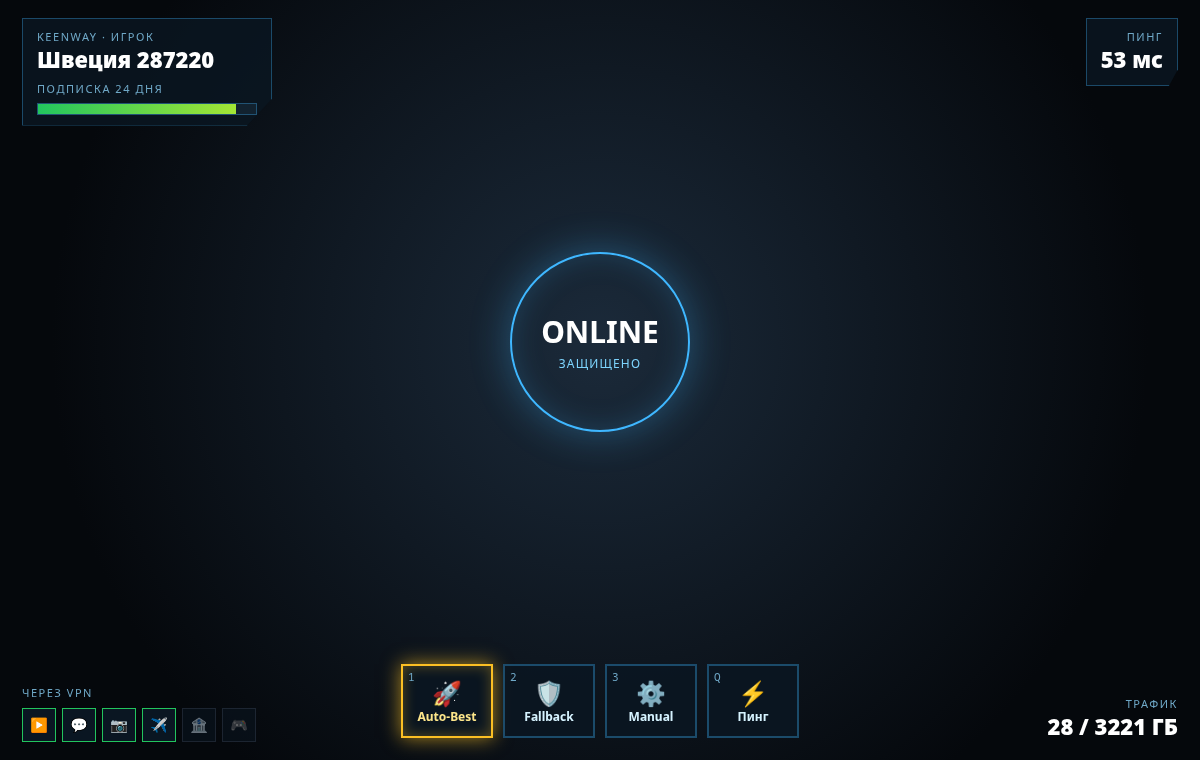 KEENWAY · ИГРОК
Швеция 287220
ПОДПИСКА 24 ДНЯ
ПИНГ
53 мс
ONLINE
ЗАЩИЩЕНО
ЧЕРЕЗ VPN
1
Auto-Best
2
Fallback
3
Manual
Q
Пинг
ТРАФИК
28 / 3221 ГБ